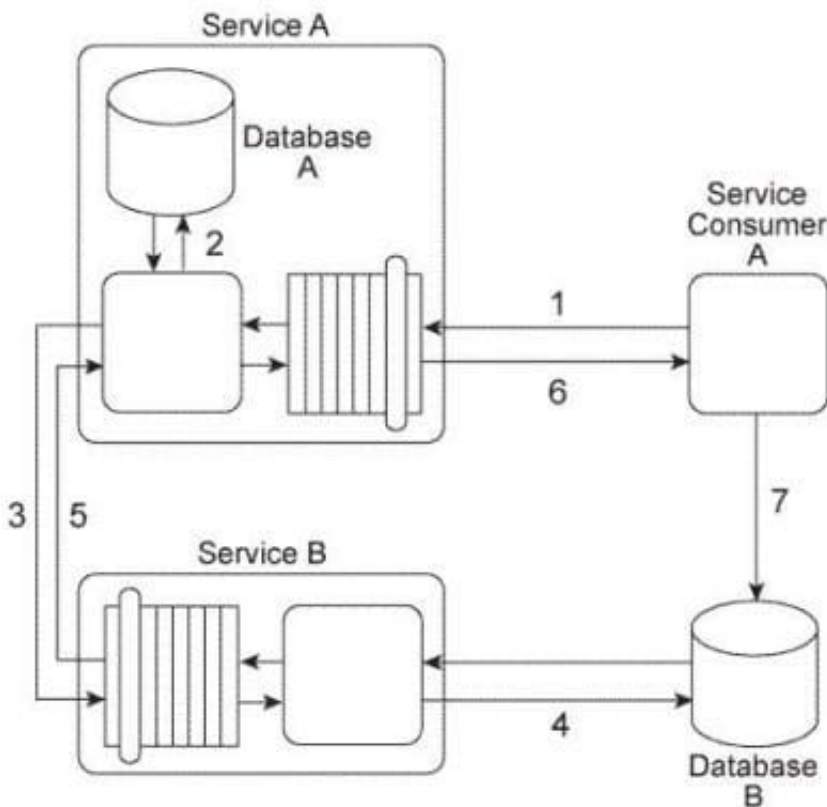 Service A
Database
A
2
Service
Consumer
A
1
6
3
5
7
Service B
4
Database
B